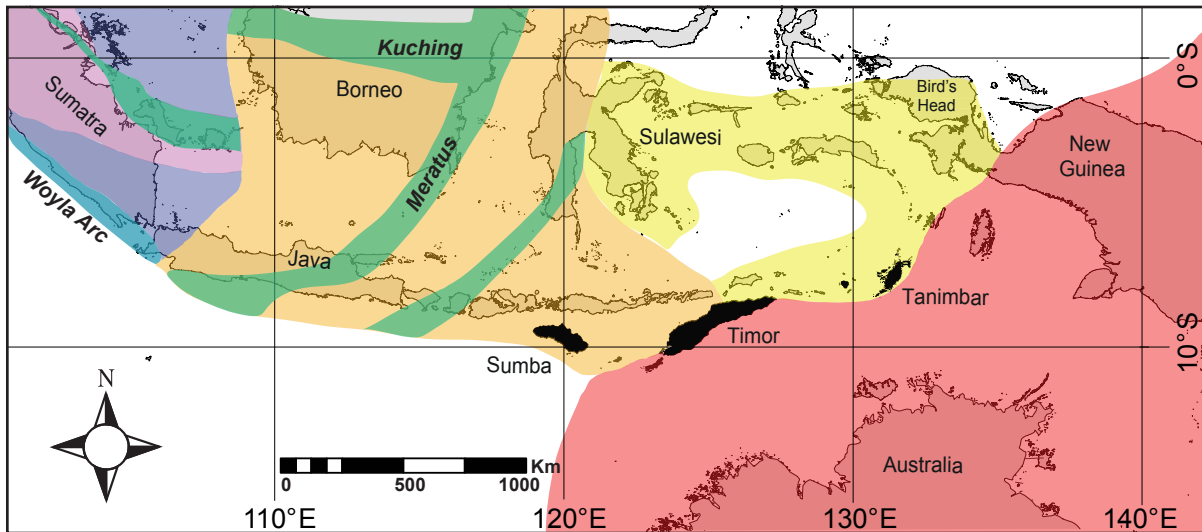 Kuching
0°S
Borneo
Bird's
Head
Sumatra
Sulawesi
New
Guinea
Meratus
Woyla Arc
Java
Tanimbar
Timor
10°S
Sumba
N
Australia
Km
0 500 1000
110°E 120°E 130°E 140°E